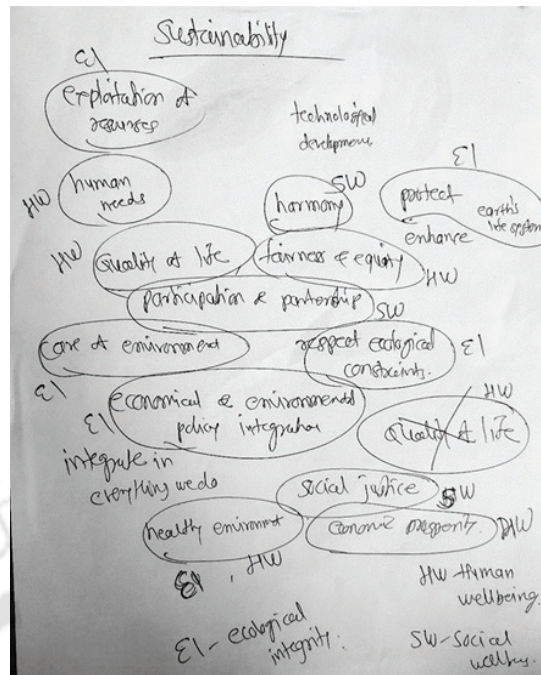 Sustainability
EI
exploitation of
resources
technological
development
HW
human
needs
SW
harmony
EI
protect
earth's
life system
enhance
HW
Quality of life
fairness & equity
HW
participation & partnership
SW
care of environment
EI
respect ecological
constraints.
EI
EI
economical & environmental
policy integration
HW
Quality of life
integrate in
everything we do
social justice
SW
healthy environment
economic prosperity.
HW
EI, HW
HW - Human
wellbeing.
EI - ecological
integrity.
SW - Social
wellbeing.